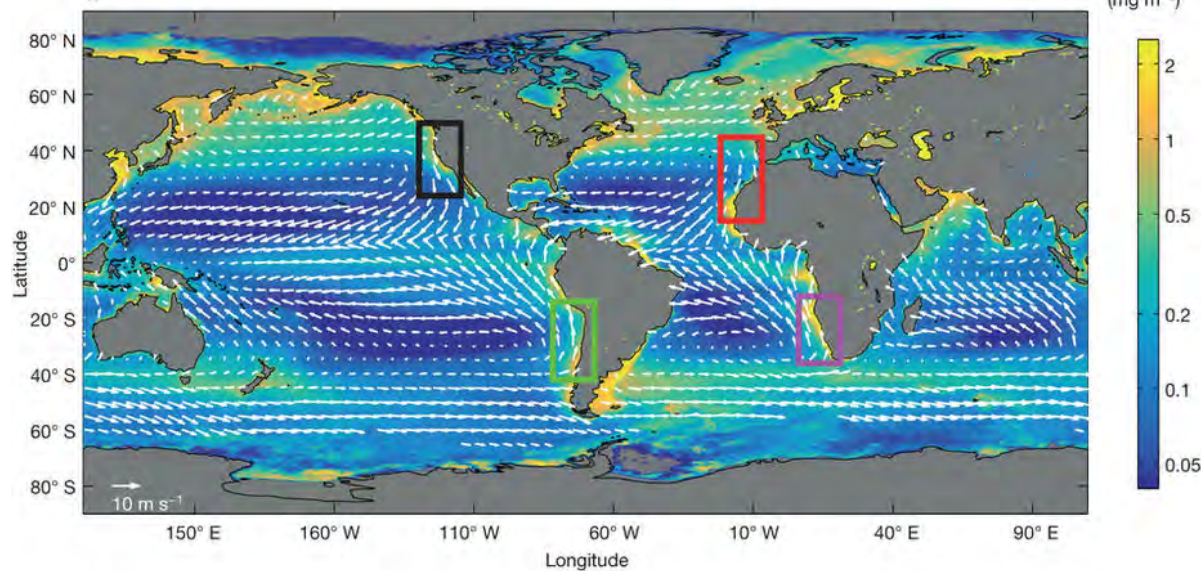 (mg m⁻³)
80° N
60° N
40° N
20° N
0°
20° S
40° S
60° S
80° S
Latitude
10 m s⁻¹
150° E
160° W
110° W
60° W
10° W
40° E
90° E
Longitude
2
1
0.5
0.2
0.1
0.05